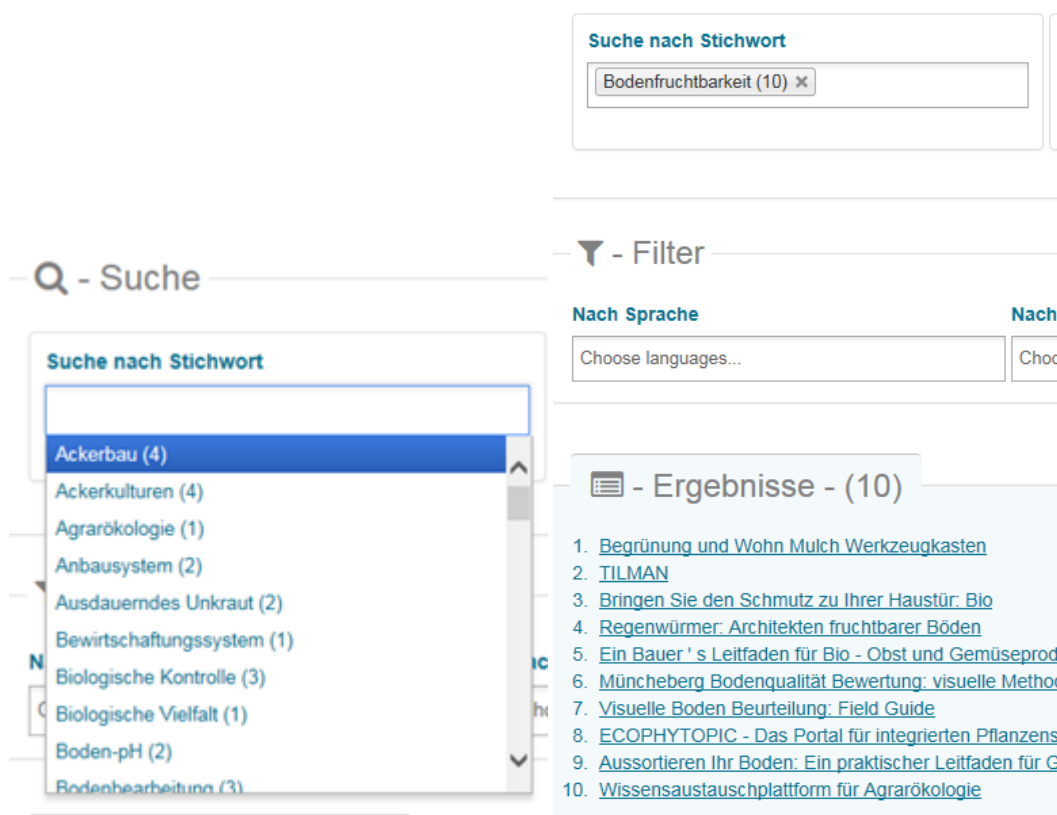 - Suche
Suche nach Stichwort
Ackerbau (4)
Ackerkulturen (4)
Agrarökologie (1)
Anbausystem (2)
Ausdauerndes Unkraut (2)
Bewirtschaftungssystem (1)
Biologische Kontrolle (3)
Biologische Vielfalt (1)
Boden-pH (2)
Bodenbearbeitung (3)
Suche nach Stichwort
Bodenfruchtbarkeit (10) ×
- Filter
Nach Sprache Nach
Choose languages... Choo
- Ergebnisse - (10)
1. Begrünung und Wohn Mulch Werkzeugkasten
2. TILMAN
3. Bringen Sie den Schmutz zu Ihrer Haustür: Bio
4. Regenwürmer: Architekten fruchtbarer Böden
5. Ein Bauer ' s Leitfaden für Bio - Obst und Gemüseprod
6. Müncheberg Bodenqualität Bewertung: visuelle Method
7. Visuelle Boden Beurteilung: Field Guide
8. ECOPHYTOPIC - Das Portal für integrierten Pflanzens
9. Aussortieren Ihr Boden: Ein praktischer Leitfaden für G
10. Wissensaustauschplattform für Agrarökologie